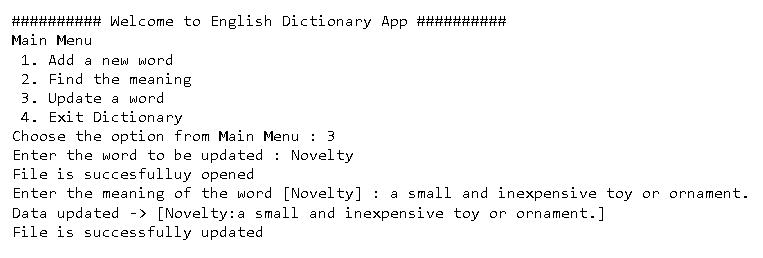 ########## Welcome to English Dictionary App ##########
Main Menu
1. Add a new word
2. Find the meaning
3. Update a word
4. Exit Dictionary
Choose the option from Main Menu : 3
Enter the word to be updated : Novelty
File is succesfulluy opened
Enter the meaning of the word [Novelty] : a small and inexpensive toy or ornament.
Data updated -> [Novelty:a small and inexpensive toy or ornament.]
File is successfully updated